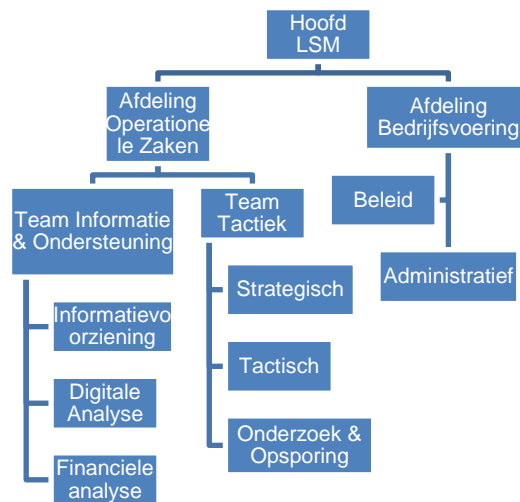 Hoofd
LSM
Afdeling
Operatione
le Zaken
Afdeling
Bedrijfsvoering
Team Informatie
& Ondersteuning
Team
Tactiek
Beleid
Administratief
Informatievo
orziening
Digitale
Analyse
Financiele
analyse
Strategisch
Tactisch
Onderzoek &
Opsporing